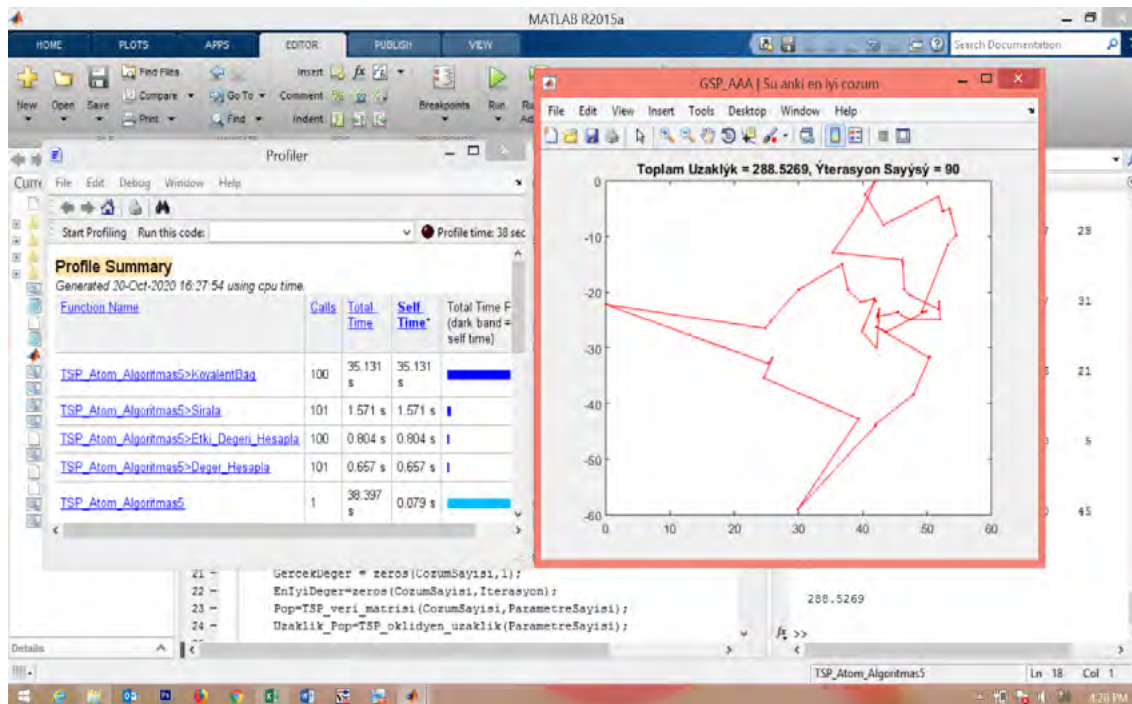 MATLAB R2015a
HOME PLOTS APPS EDITOR PUBLISH VIEW
Search Documentation
New Open Save
Find Files
Compare
Print
Go To
Find
Insert
Comment
Indent
Breakpoints
Run
GSP_AAA | Su anki en iyi cozum
File Edit View Insert Tools Desktop Window Help
Toplam Uzaklýk = 288.5269, Ýterasyon Sayýsý = 90
0
-10
-20
-30
-40
-50
-60
0 10 20 30 40 50 60
Profiler
File Edit Debug Window Help
Start Profiling Run this code:
Profile time: 38 sec
Profile Summary
Generated 20-Oct-2020 16:27:54 using cpu time.
Function Name Calls Total Time Self Time* Total Time F (dark band = self time)
TSP_Atom_Algoritmas5>KovalentBag 100 35.131 s 35.131 s
TSP_Atom_Algoritmas5>Sirala 101 1.571 s 1.571 s
TSP_Atom_Algoritmas5>Etki_Degeri_Hesapla 100 0.804 s 0.804 s
TSP_Atom_Algoritmas5>Deger_Hesapla 101 0.657 s 0.657 s
TSP_Atom_Algoritmas5 1 38.397 s 0.079 s
28
31
21
5
45
21 - GercekDeger = zeros(CozumSayisi,1);
22 - EnIyiDeger=zeros(CozumSayisi,Iterasyon);
23 - Pop=TSP_veri_matrisi(CozumSayisi,ParametreSayisi);
24 - Uzaklik_Pop=TSP_oklidyen_uzaklik(ParametreSayisi);
288.5269
fx >>
Details
TSP_Atom_Algoritmas5 Ln 18 Col 1
4:28 PM